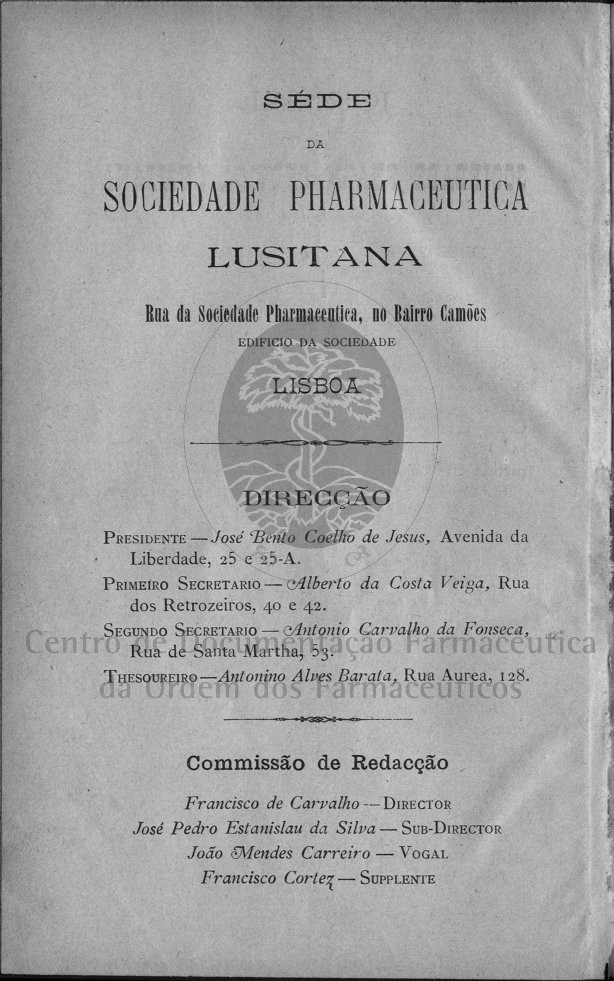 SÉDE
DA
SOCIEDADE PHARMACEUTICA
LUSITANA
Rua da Sociedade Pharmaceutica, no Bairro Camões
EDIFICIO DA SOCIEDADE
LISBOA
DIRECÇÃO
PRESIDENTE — José Bento Coelho de Jesus, Avenida da
Liberdade, 25 e 25-A.
PRIMEIRO SECRETARIO — Alberto da Costa Veiga, Rua
dos Retrozeiros, 40 e 42.
SEGUNDO SECRETARIO — Antonio Carvalho da Fonseca,
Centro de Documentação Farmacêutica
Rua de Santa Martha, 53.
THESOUREIRO — Antonino Alves Barata, Rua Aurea, 128.
da Ordem dos Farmacêuticos
Commissão de Redacção
Francisco de Carvalho — DIRECTOR
José Pedro Estanislau da Silva — SUB-DIRECTOR
João Mendes Carreiro — VOGAL
Francisco Cortez — SUPPLENTE